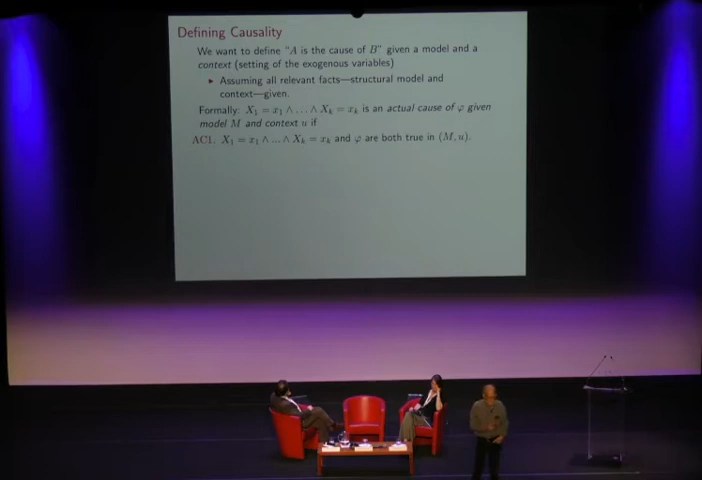 Defining Causality
We want to define "A is the cause of B" given a model and a
context (setting of the exogenous variables)
▶ Assuming all relevant facts—structural model and
context—given.
Formally: X₁ = x₁ ∧ . . . ∧ Xₖ = xₖ is an actual cause of φ given
model M and context u if
AC1. X₁ = x₁ ∧ ... ∧ Xₖ = xₖ and φ are both true in (M, u).